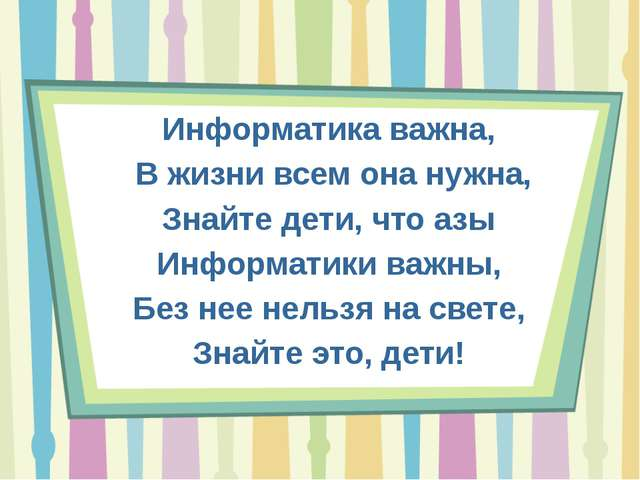 Информатика важна,
В жизни всем она нужна,
Знайте дети, что азы
Информатики важны,
Без нее нельзя на свете,
Знайте это, дети!